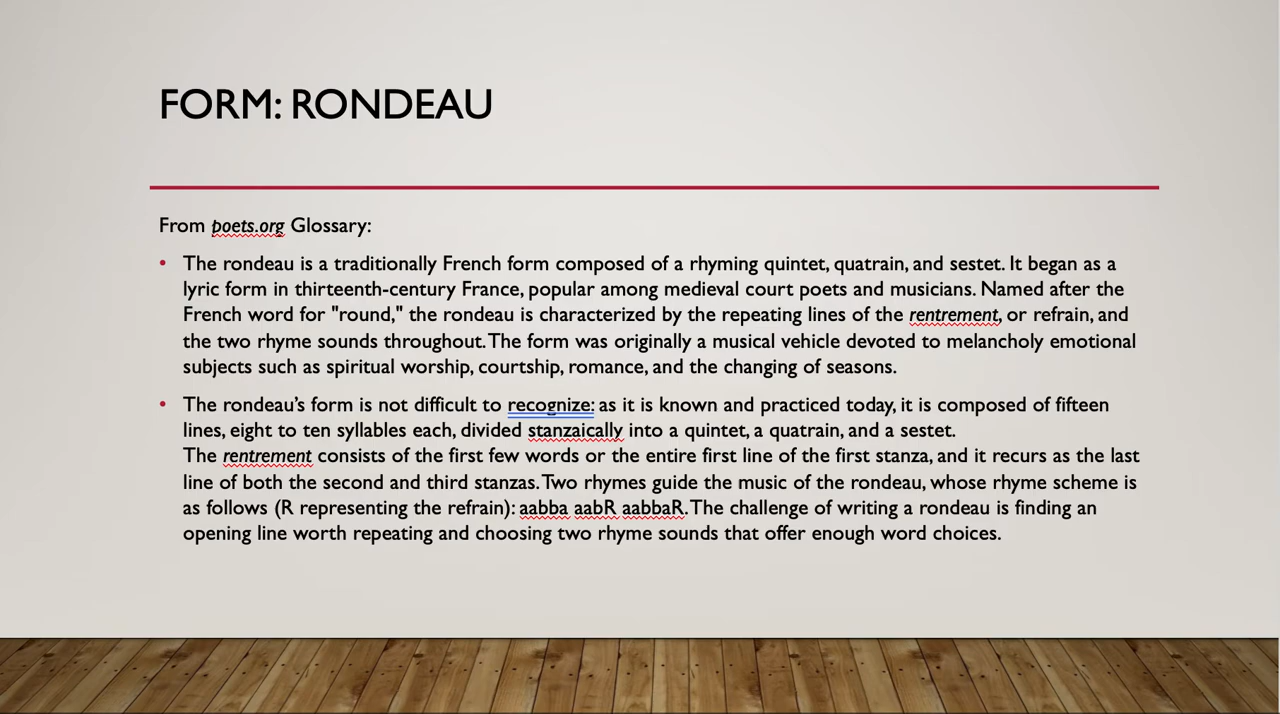 FORM: RONDEAU
From poets.org Glossary:
• The rondeau is a traditionally French form composed of a rhyming quintet, quatrain, and sestet. It began as a
lyric form in thirteenth-century France, popular among medieval court poets and musicians. Named after the
French word for "round," the rondeau is characterized by the repeating lines of the rentrement, or refrain, and
the two rhyme sounds throughout. The form was originally a musical vehicle devoted to melancholy emotional
subjects such as spiritual worship, courtship, romance, and the changing of seasons.
• The rondeau’s form is not difficult to recognize: as it is known and practiced today, it is composed of fifteen
lines, eight to ten syllables each, divided stanzaically into a quintet, a quatrain, and a sestet.
The rentrement consists of the first few words or the entire first line of the first stanza, and it recurs as the last
line of both the second and third stanzas. Two rhymes guide the music of the rondeau, whose rhyme scheme is
as follows (R representing the refrain): aabba aabR aabbaR. The challenge of writing a rondeau is finding an
opening line worth repeating and choosing two rhyme sounds that offer enough word choices.